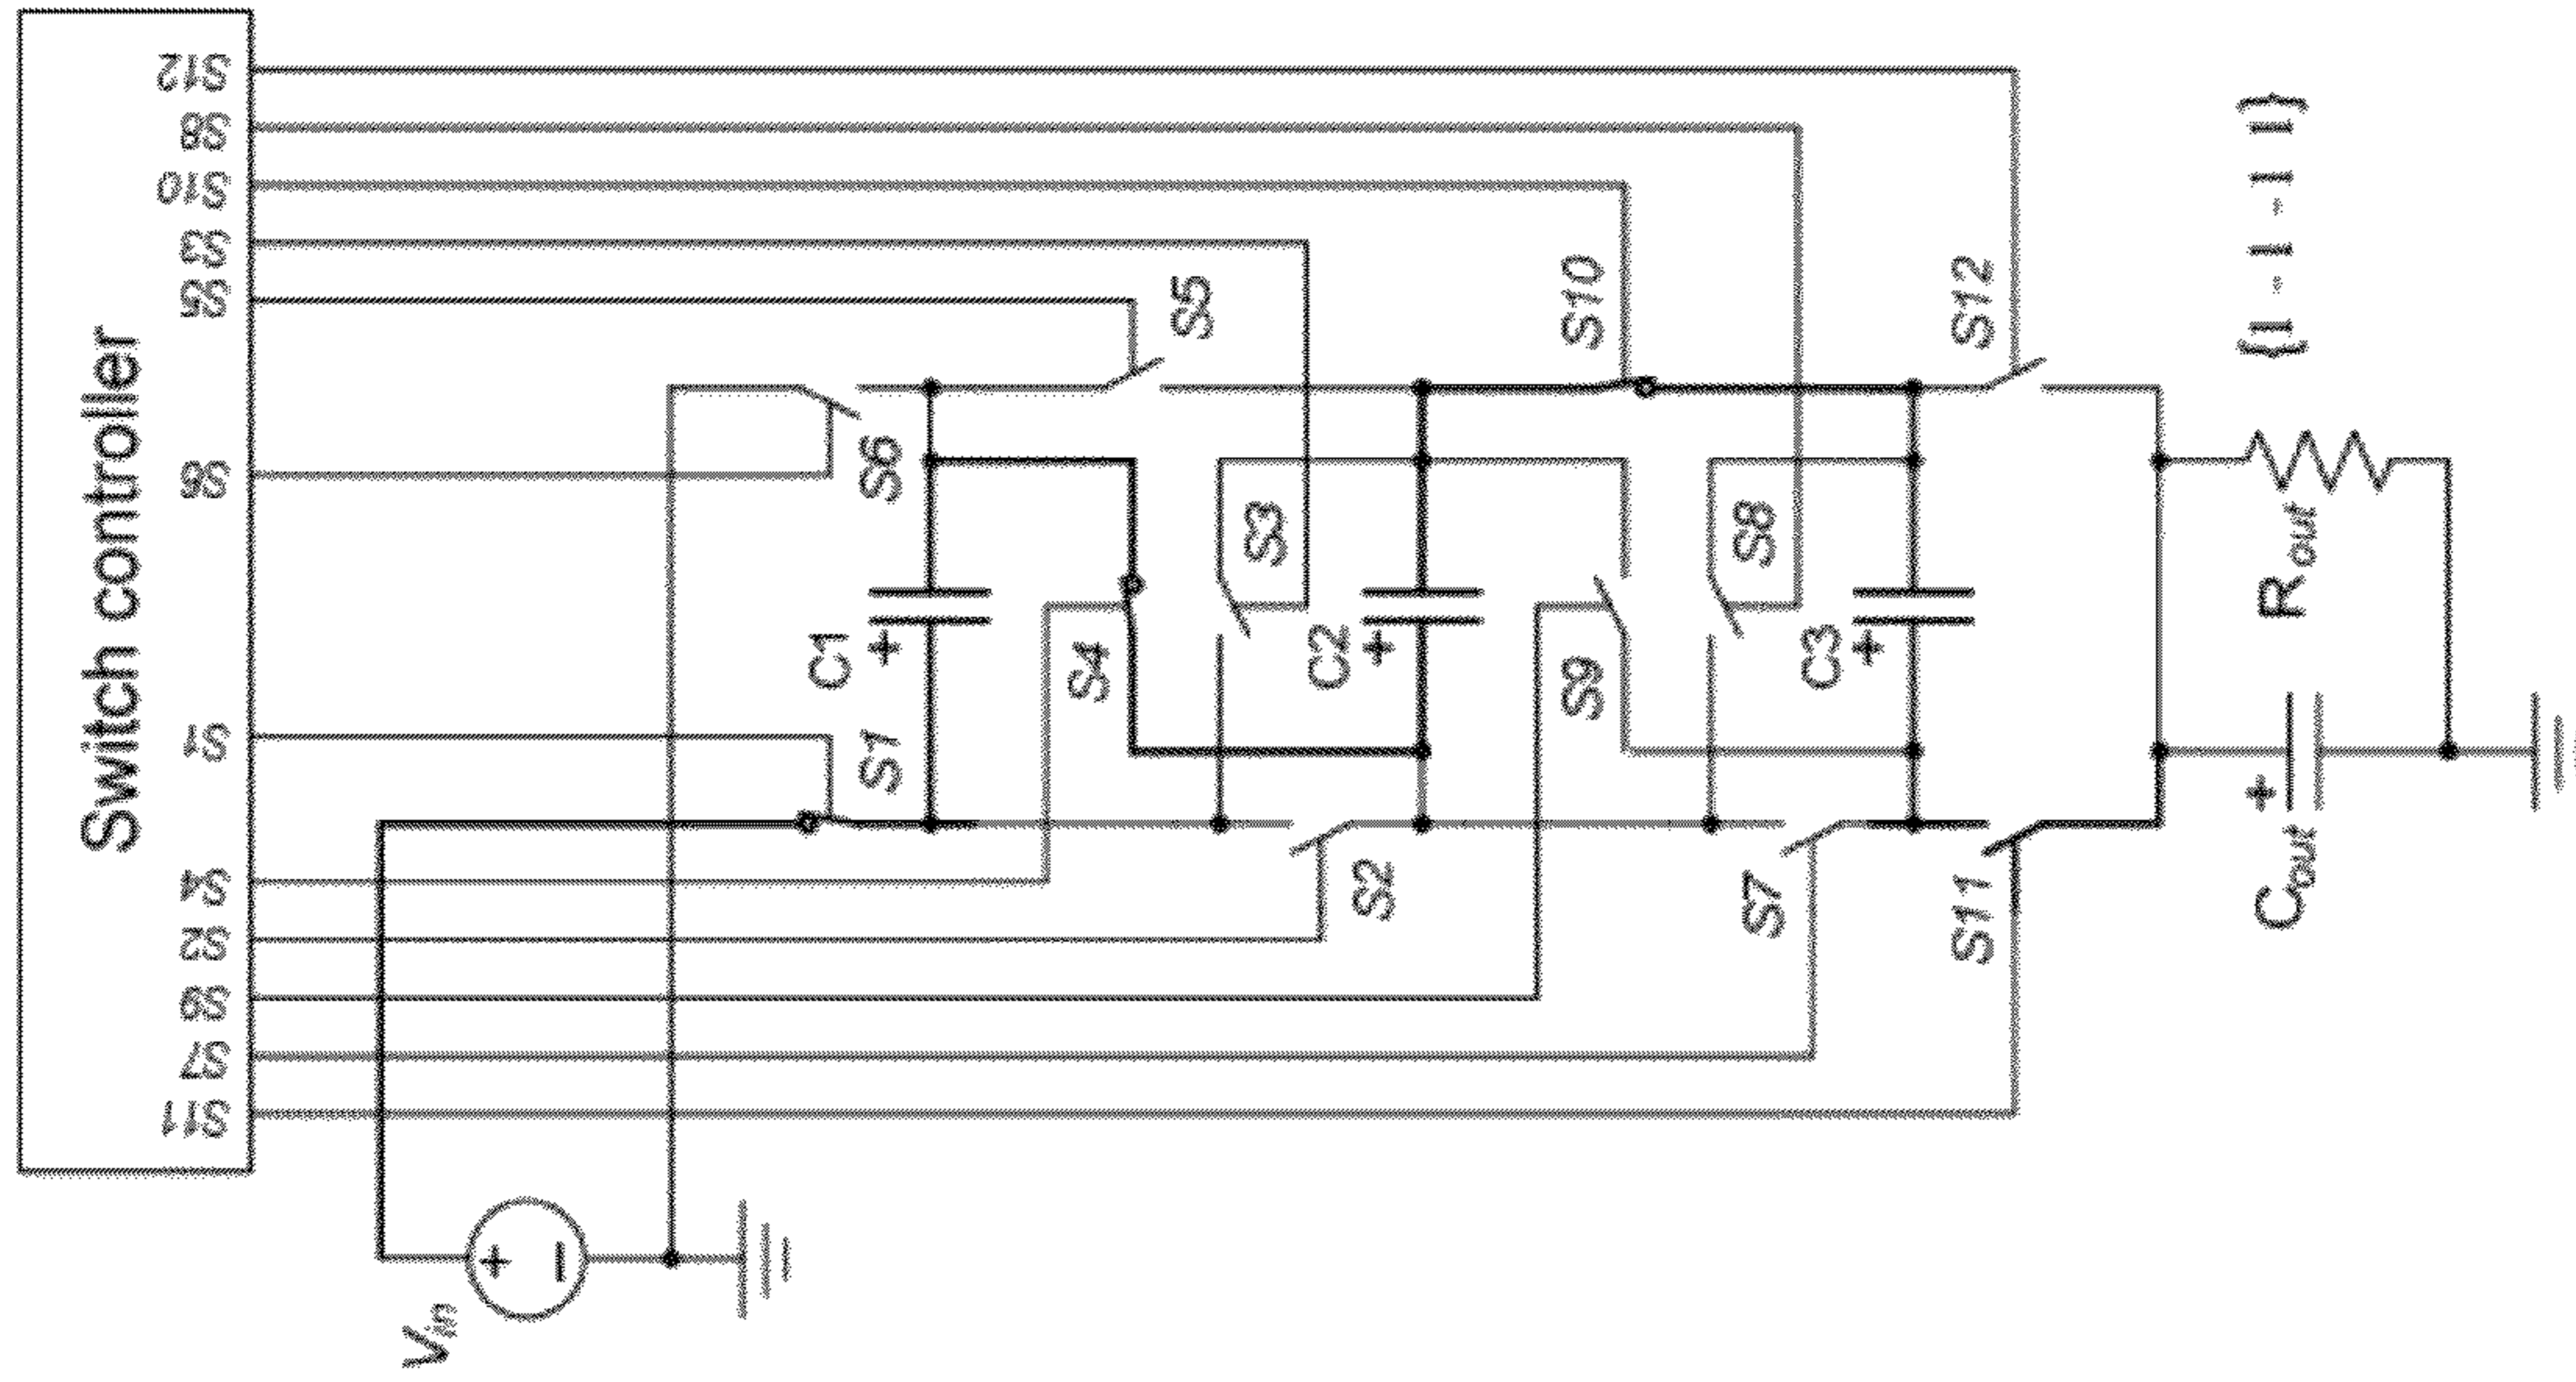 Switch controller
S12
S8
S10
S3
S5
S6
S1
S4
S2
S9
S7
S11
S5
S10
S12
{1 -1 -1 1 1}
S6
S3
S8
C1
+
S4
C2
+
S9
C3
+
Rout
S1
S2
S7
S11
+
Cout
Vin
+
−